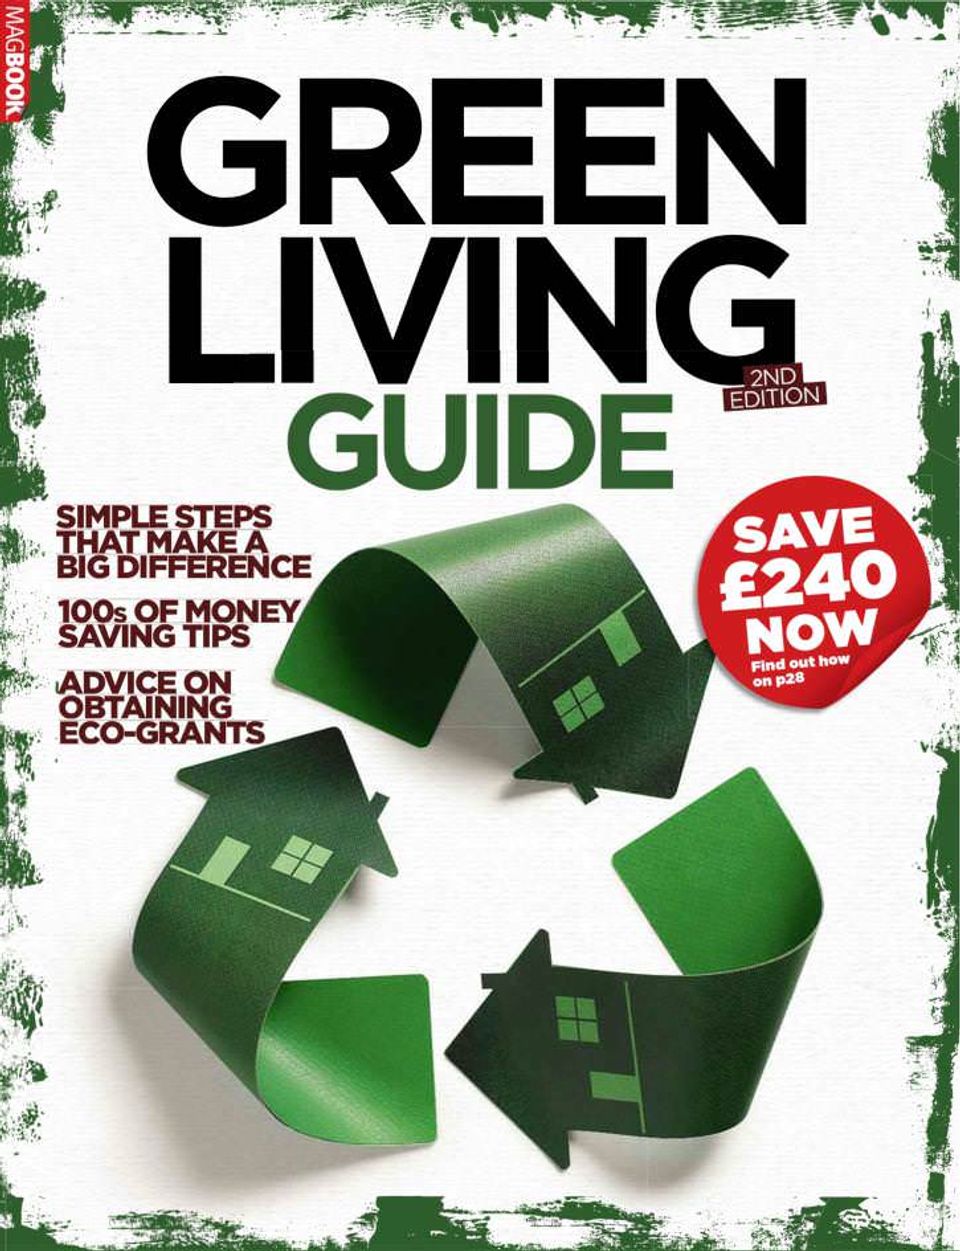 MAGBOOK
GREEN
LIVING
GUIDE
2ND
EDITION
SIMPLE STEPS
THAT MAKE A
BIG DIFFERENCE
100s OF MONEY
SAVING TIPS
ADVICE ON
OBTAINING
ECO-GRANTS
SAVE
£240
NOW
Find out how
on p28